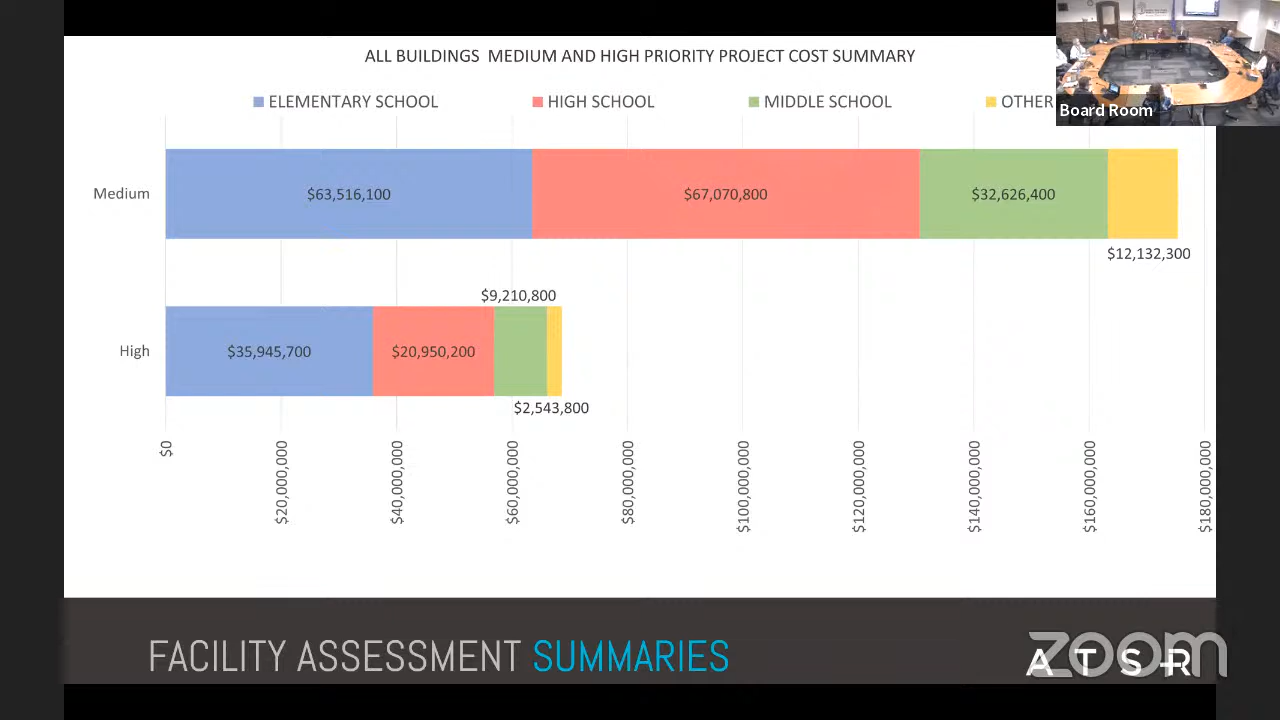 ALL BUILDINGS MEDIUM AND HIGH PRIORITY PROJECT COST SUMMARY
ELEMENTARY SCHOOL HIGH SCHOOL MIDDLE SCHOOL OTHER
Board Room
Medium $63,516,100 $67,070,800 $32,626,400
$12,132,300
$9,210,800
High $35,945,700 $20,950,200
$2,543,800
$0 $20,000,000 $40,000,000 $60,000,000 $80,000,000 $100,000,000 $120,000,000 $140,000,000 $160,000,000 $180,000,000
FACILITY ASSESSMENT SUMMARIES
ATSR
zoom